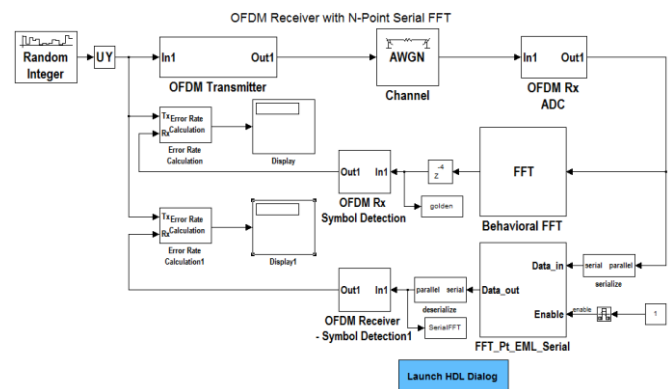 OFDM Receiver with N-Point Serial FFT
Random
Integer
UY
In1
Out1
OFDM Transmitter
AWGN
Channel
In1
Out1
OFDM Rx
ADC
Tx
Rx
Error Rate
Calculation
Error Rate
Calculation
Display
Out1
In1
OFDM Rx
Symbol Detection
-4
Z
golden
FFT
Behavioral FFT
Tx
Rx
Error Rate
Calculation
Error Rate
Calculation1
Display1
Out1
In1
OFDM Receiver
- Symbol Detection1
parallel
serial
deserialize
SerialFFT
Data_in
Data_out
Enable
FFT_Pt_EML_Serial
serial
parallel
serialize
enable
1
Launch HDL Dialog